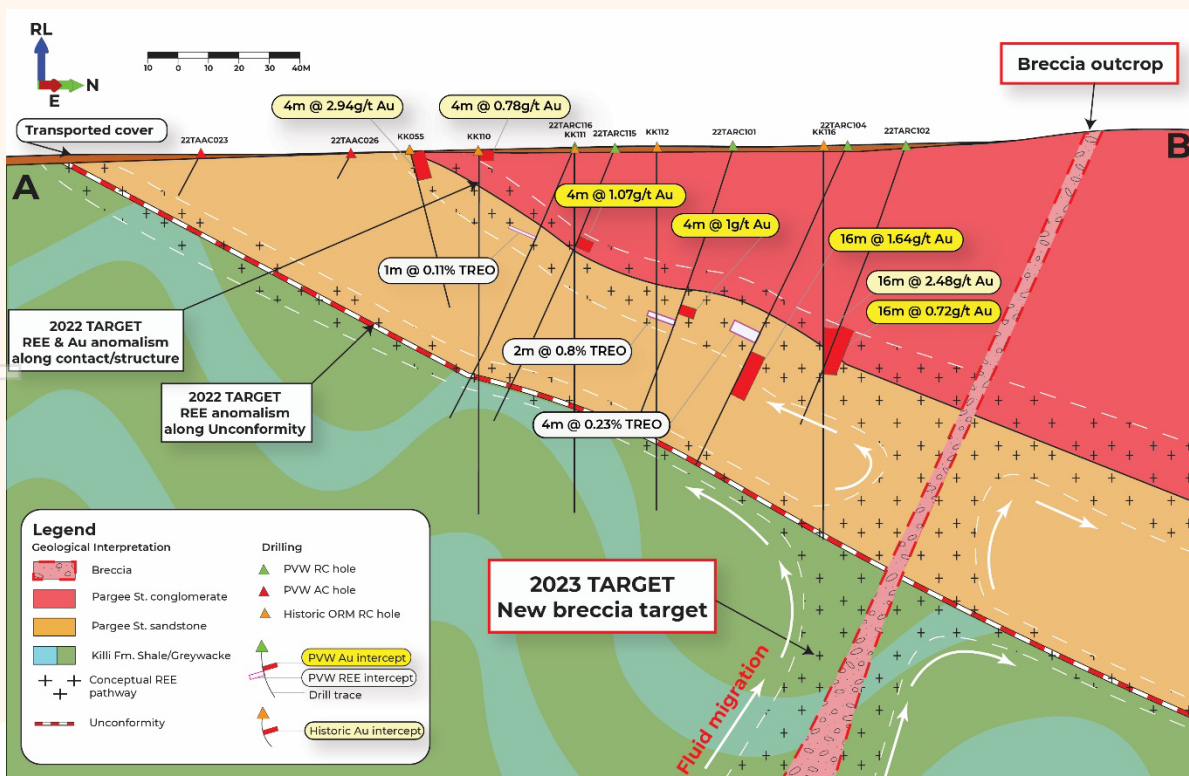 RL
N
E
10 0 10 20 30 40M
Breccia outcrop
4m @ 2.94g/t Au
4m @ 0.78g/t Au
Transported cover
22TAAC023
22TAAC026
KK055
KK110
22TARC116
KK111
22TARC115
KK112
22TARC101
22TARC104
KK116
22TARC102
A
B
4m @ 1.07g/t Au
4m @ 1g/t Au
16m @ 1.64g/t Au
1m @ 0.11% TREO
16m @ 2.48g/t Au
16m @ 0.72g/t Au
2022 TARGET
REE & Au anomalism
along contact/structure
2m @ 0.8% TREO
2022 TARGET
REE anomalism
along Unconformity
4m @ 0.23% TREO
2023 TARGET
New breccia target
Fluid migration
Legend
Geological Interpretation
Breccia
Pargee St. conglomerate
Pargee St. sandstone
Killi Fm. Shale/Greywacke
Conceptual REE
pathway
Unconformity
Drilling
PVW RC hole
PVW AC hole
Historic ORM RC hole
PVW Au intercept
PVW REE intercept
Drill trace
Historic Au intercept